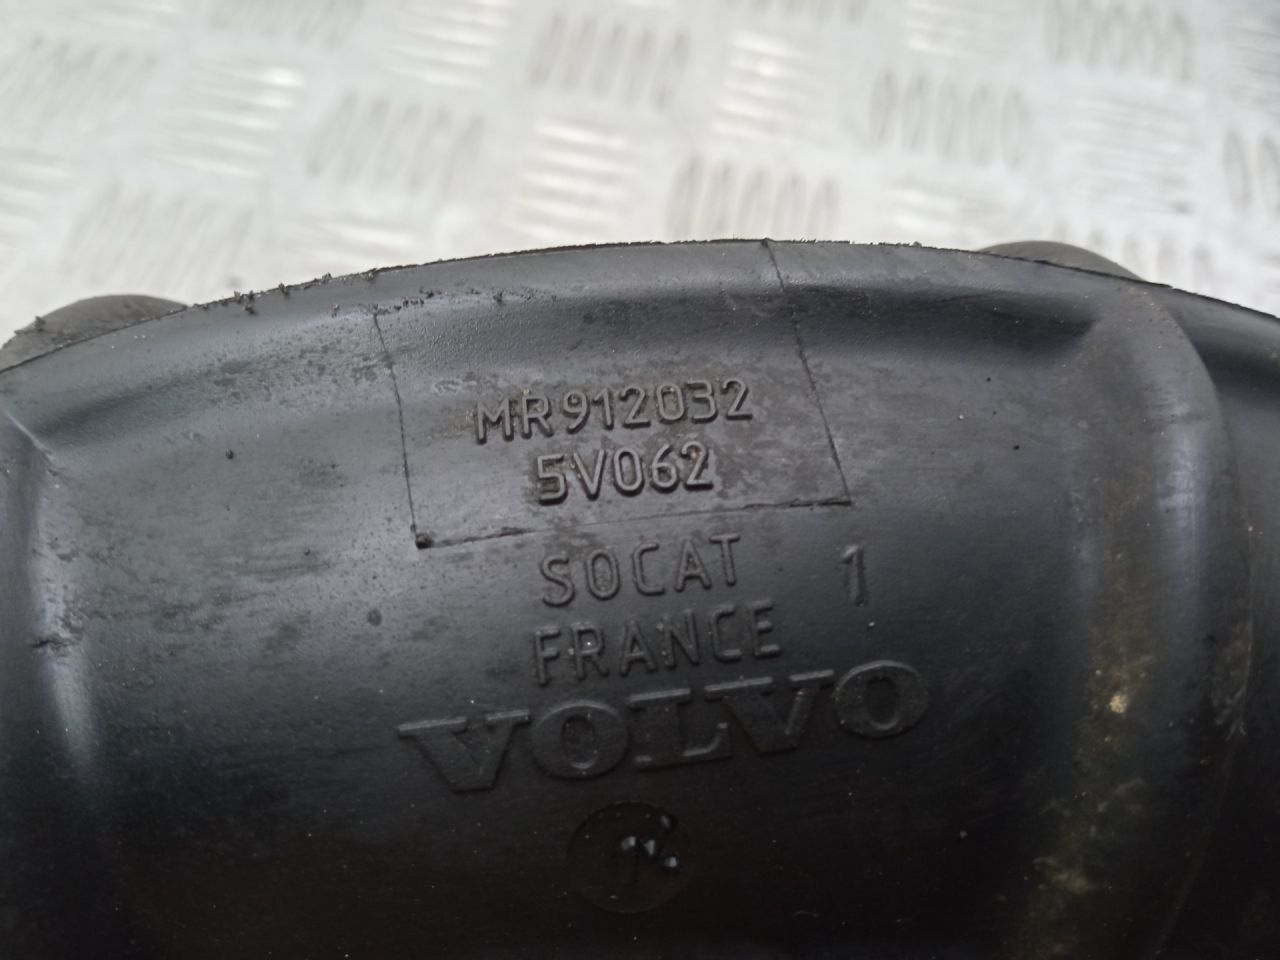 MR912032
5V062
SOCAT 1
FRANCE
VOLVO